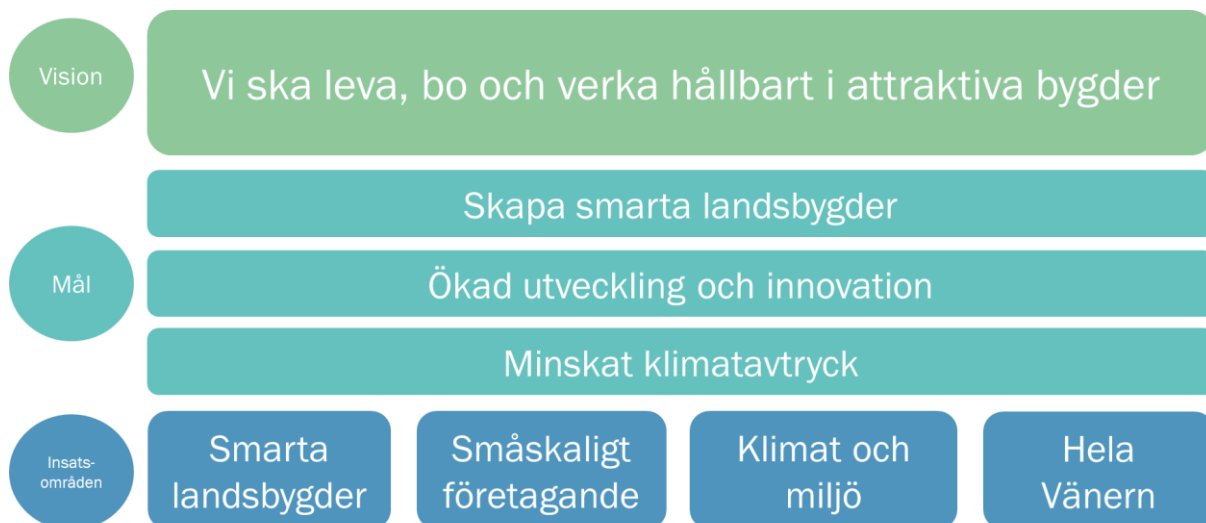 Vision
Vi ska leva, bo och verka hållbart i attraktiva bygder
Skapa smarta landsbygder
Mål
Ökad utveckling och innovation
Minskat klimatavtryck
Insats-
områden
Smarta
landsbygder
Småskaligt
företagande
Klimat och
miljö
Hela
Vänern